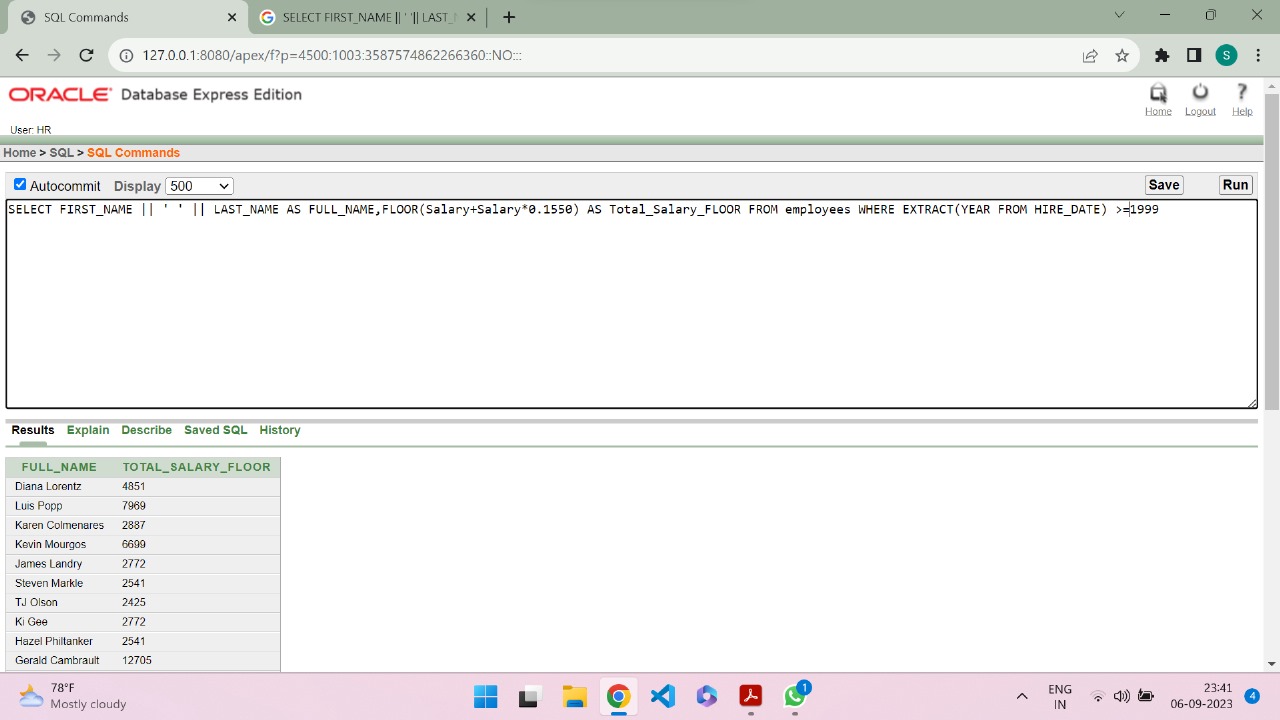 SQL Commands
SELECT FIRST_NAME || ' '|| LAST_
127.0.0.1:8080/apex/f?p=4500:1003:3587574862266360::NO:::
S
ORACLE Database Express Edition
Home Logout Help
User: HR
Home > SQL > SQL Commands
Autocommit Display 500 Save Run
SELECT FIRST_NAME || ' ' || LAST_NAME AS FULL_NAME,FLOOR(Salary+Salary*0.1550) AS Total_Salary_FLOOR FROM employees WHERE EXTRACT(YEAR FROM HIRE_DATE) >=1999
Results Explain Describe Saved SQL History
FULL_NAME TOTAL_SALARY_FLOOR
Diana Lorentz 4851
Luis Popp 7969
Karen Colmenares 2887
Kevin Mourgos 6699
James Landry 2772
Steven Markle 2541
TJ Olson 2425
Ki Gee 2772
Hazel Philtanker 2541
Gerald Cambrault 12705
78°F
Mostly cloudy
1
ENG
IN
23:41
06-09-2023
4